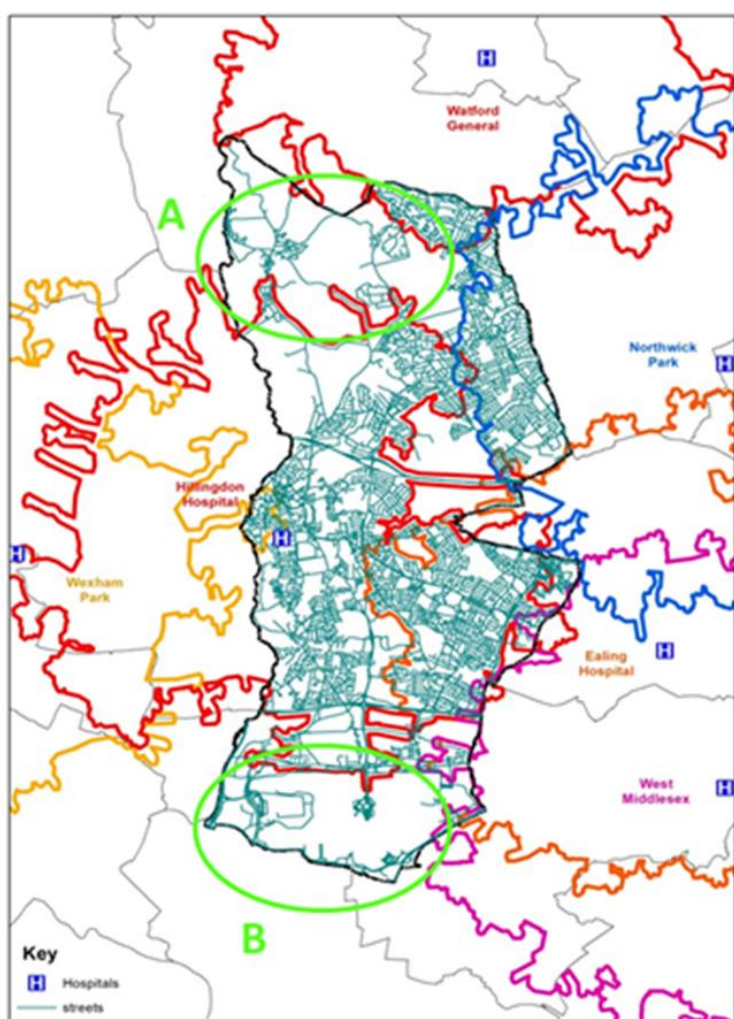 H
Watford
General
A
Northwick
Park
H
Hillingdon
Hospital
H
H
Wexham
Park
Ealing
Hospital
H
West
Middlesex
H
B
Key
H Hospitals
streets